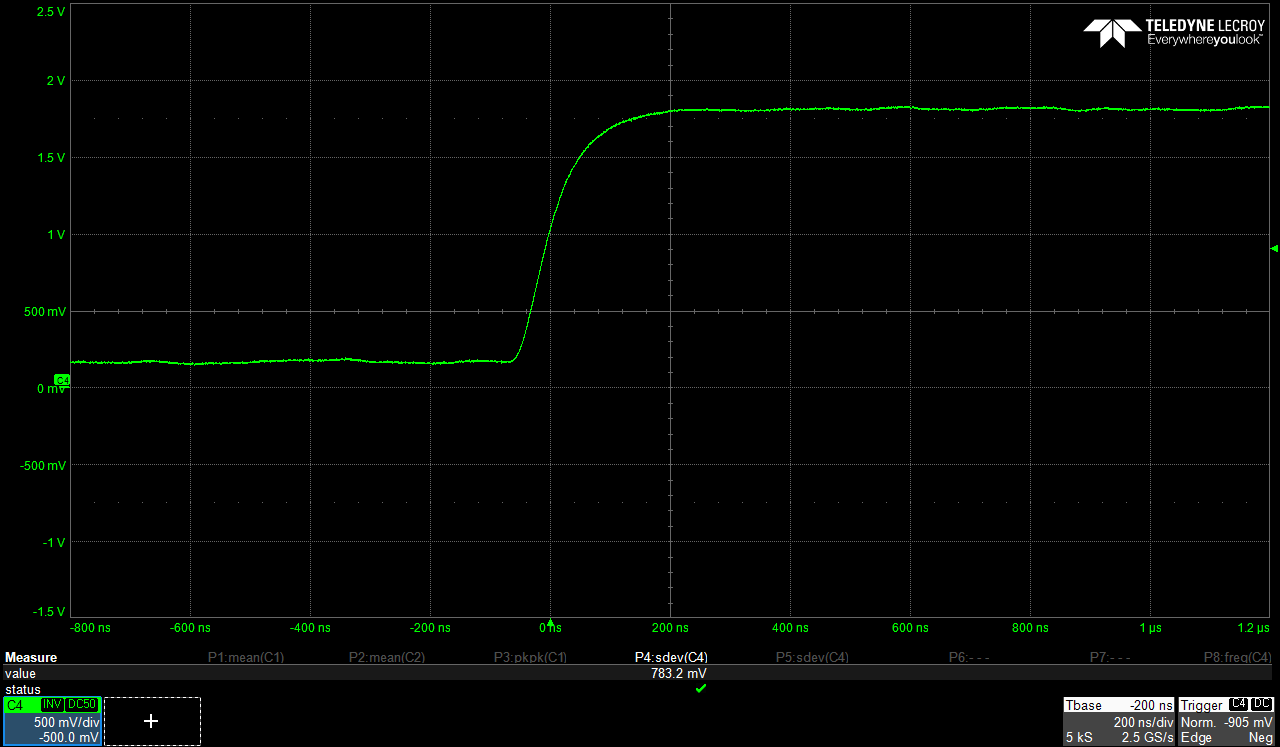 2.5 V
TELEDYNE LECROY
Everywhereyoulook™
2 V
1.5 V
1 V
500 mV
C4
0 mV
-500 mV
-1 V
-1.5 V
-800 ns -600 ns -400 ns -200 ns 0 ns 200 ns 400 ns 600 ns 800 ns 1 µs 1.2 µs
Measure P1:mean(C1) P2:mean(C2) P3:pkpk(C1) P4:sdev(C4) P5:sdev(C4) P6:- - - P7:- - - P8:freq(C4)
value 783.2 mV
status
C4 INV DC50
500 mV/div
-500.0 mV
+
Tbase -200 ns
200 ns/div
5 kS 2.5 GS/s
Trigger C4 DC
Norm. -905 mV
Edge Neg